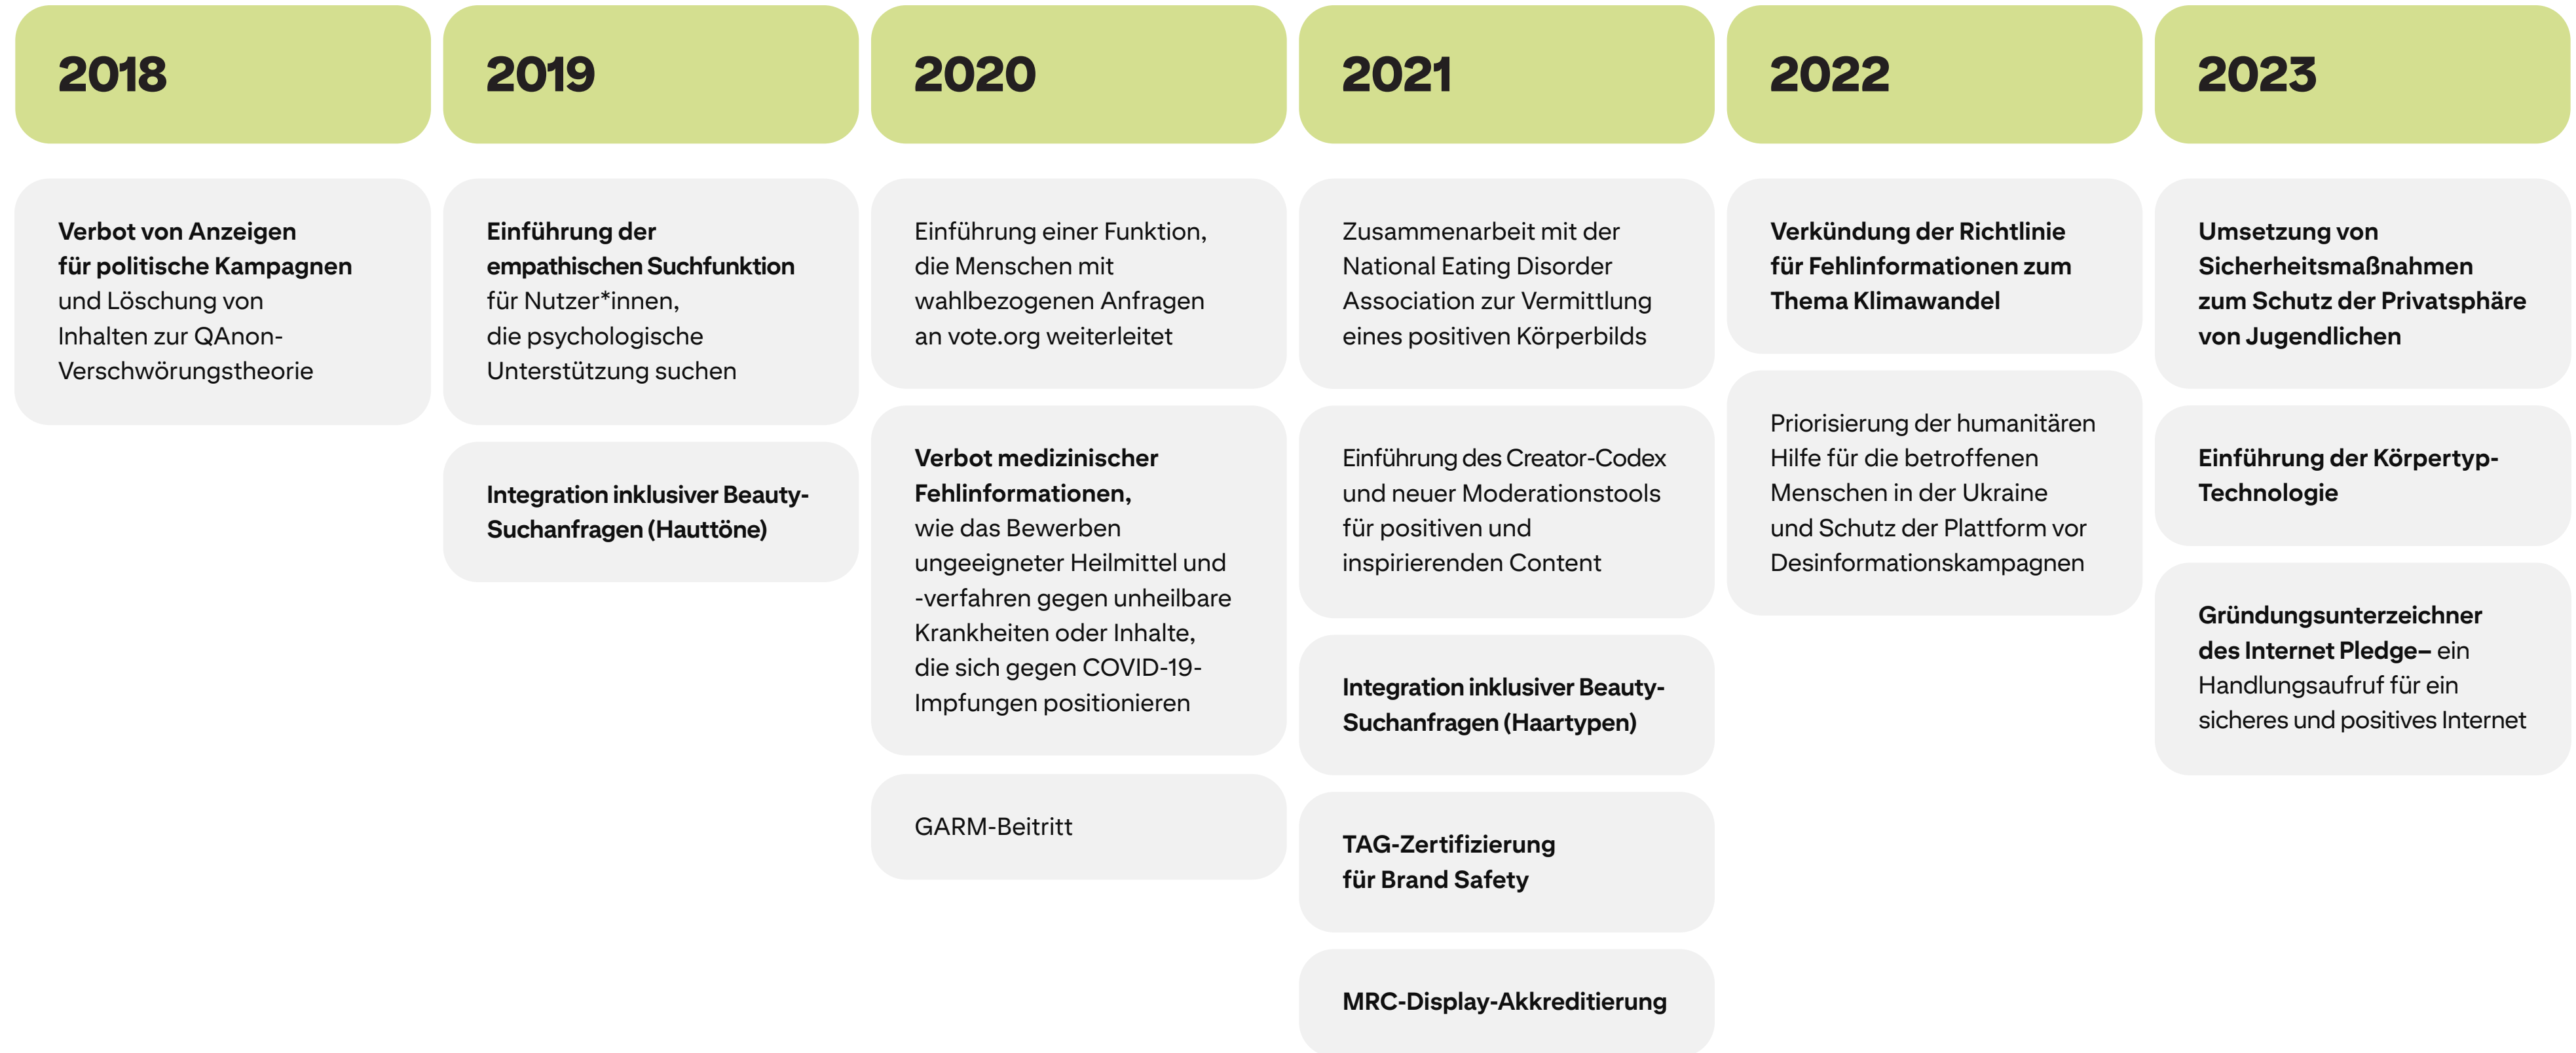 2018
Verbot von Anzeigen
für politische Kampagnen
und Löschung von
Inhalten zur QAnon-
Verschwörungstheorie
2019
Einführung der
empathischen Suchfunktion
für Nutzer*innen,
die psychologische
Unterstützung suchen
Integration inklusiver Beauty-
Suchanfragen (Hauttöne)
2020
Einführung einer Funktion,
die Menschen mit
wahlbezogenen Anfragen
an vote.org weiterleitet
Verbot medizinischer
Fehlinformationen,
wie das Bewerben
ungeeigneter Heilmittel und
-verfahren gegen unheilbare
Krankheiten oder Inhalte,
die sich gegen COVID-19-
Impfungen positionieren
GARM-Beitritt
2021
Zusammenarbeit mit der
National Eating Disorder
Association zur Vermittlung
eines positiven Körperbilds
Einführung des Creator-Codex
und neuer Moderationstools
für positiven und
inspirierenden Content
Integration inklusiver Beauty-
Suchanfragen (Haartypen)
TAG-Zertifizierung
für Brand Safety
MRC-Display-Akkreditierung
2022
Verkündung der Richtlinie
für Fehlinformationen zum
Thema Klimawandel
Priorisierung der humanitären
Hilfe für die betroffenen
Menschen in der Ukraine
und Schutz der Plattform vor
Desinformationskampagnen
2023
Umsetzung von
Sicherheitsmaßnahmen
zum Schutz der Privatsphäre
von Jugendlichen
Einführung der Körpertyp-
Technologie
Gründungsunterzeichner
des Internet Pledge– ein
Handlungsaufruf für ein
sicheres und positives Internet